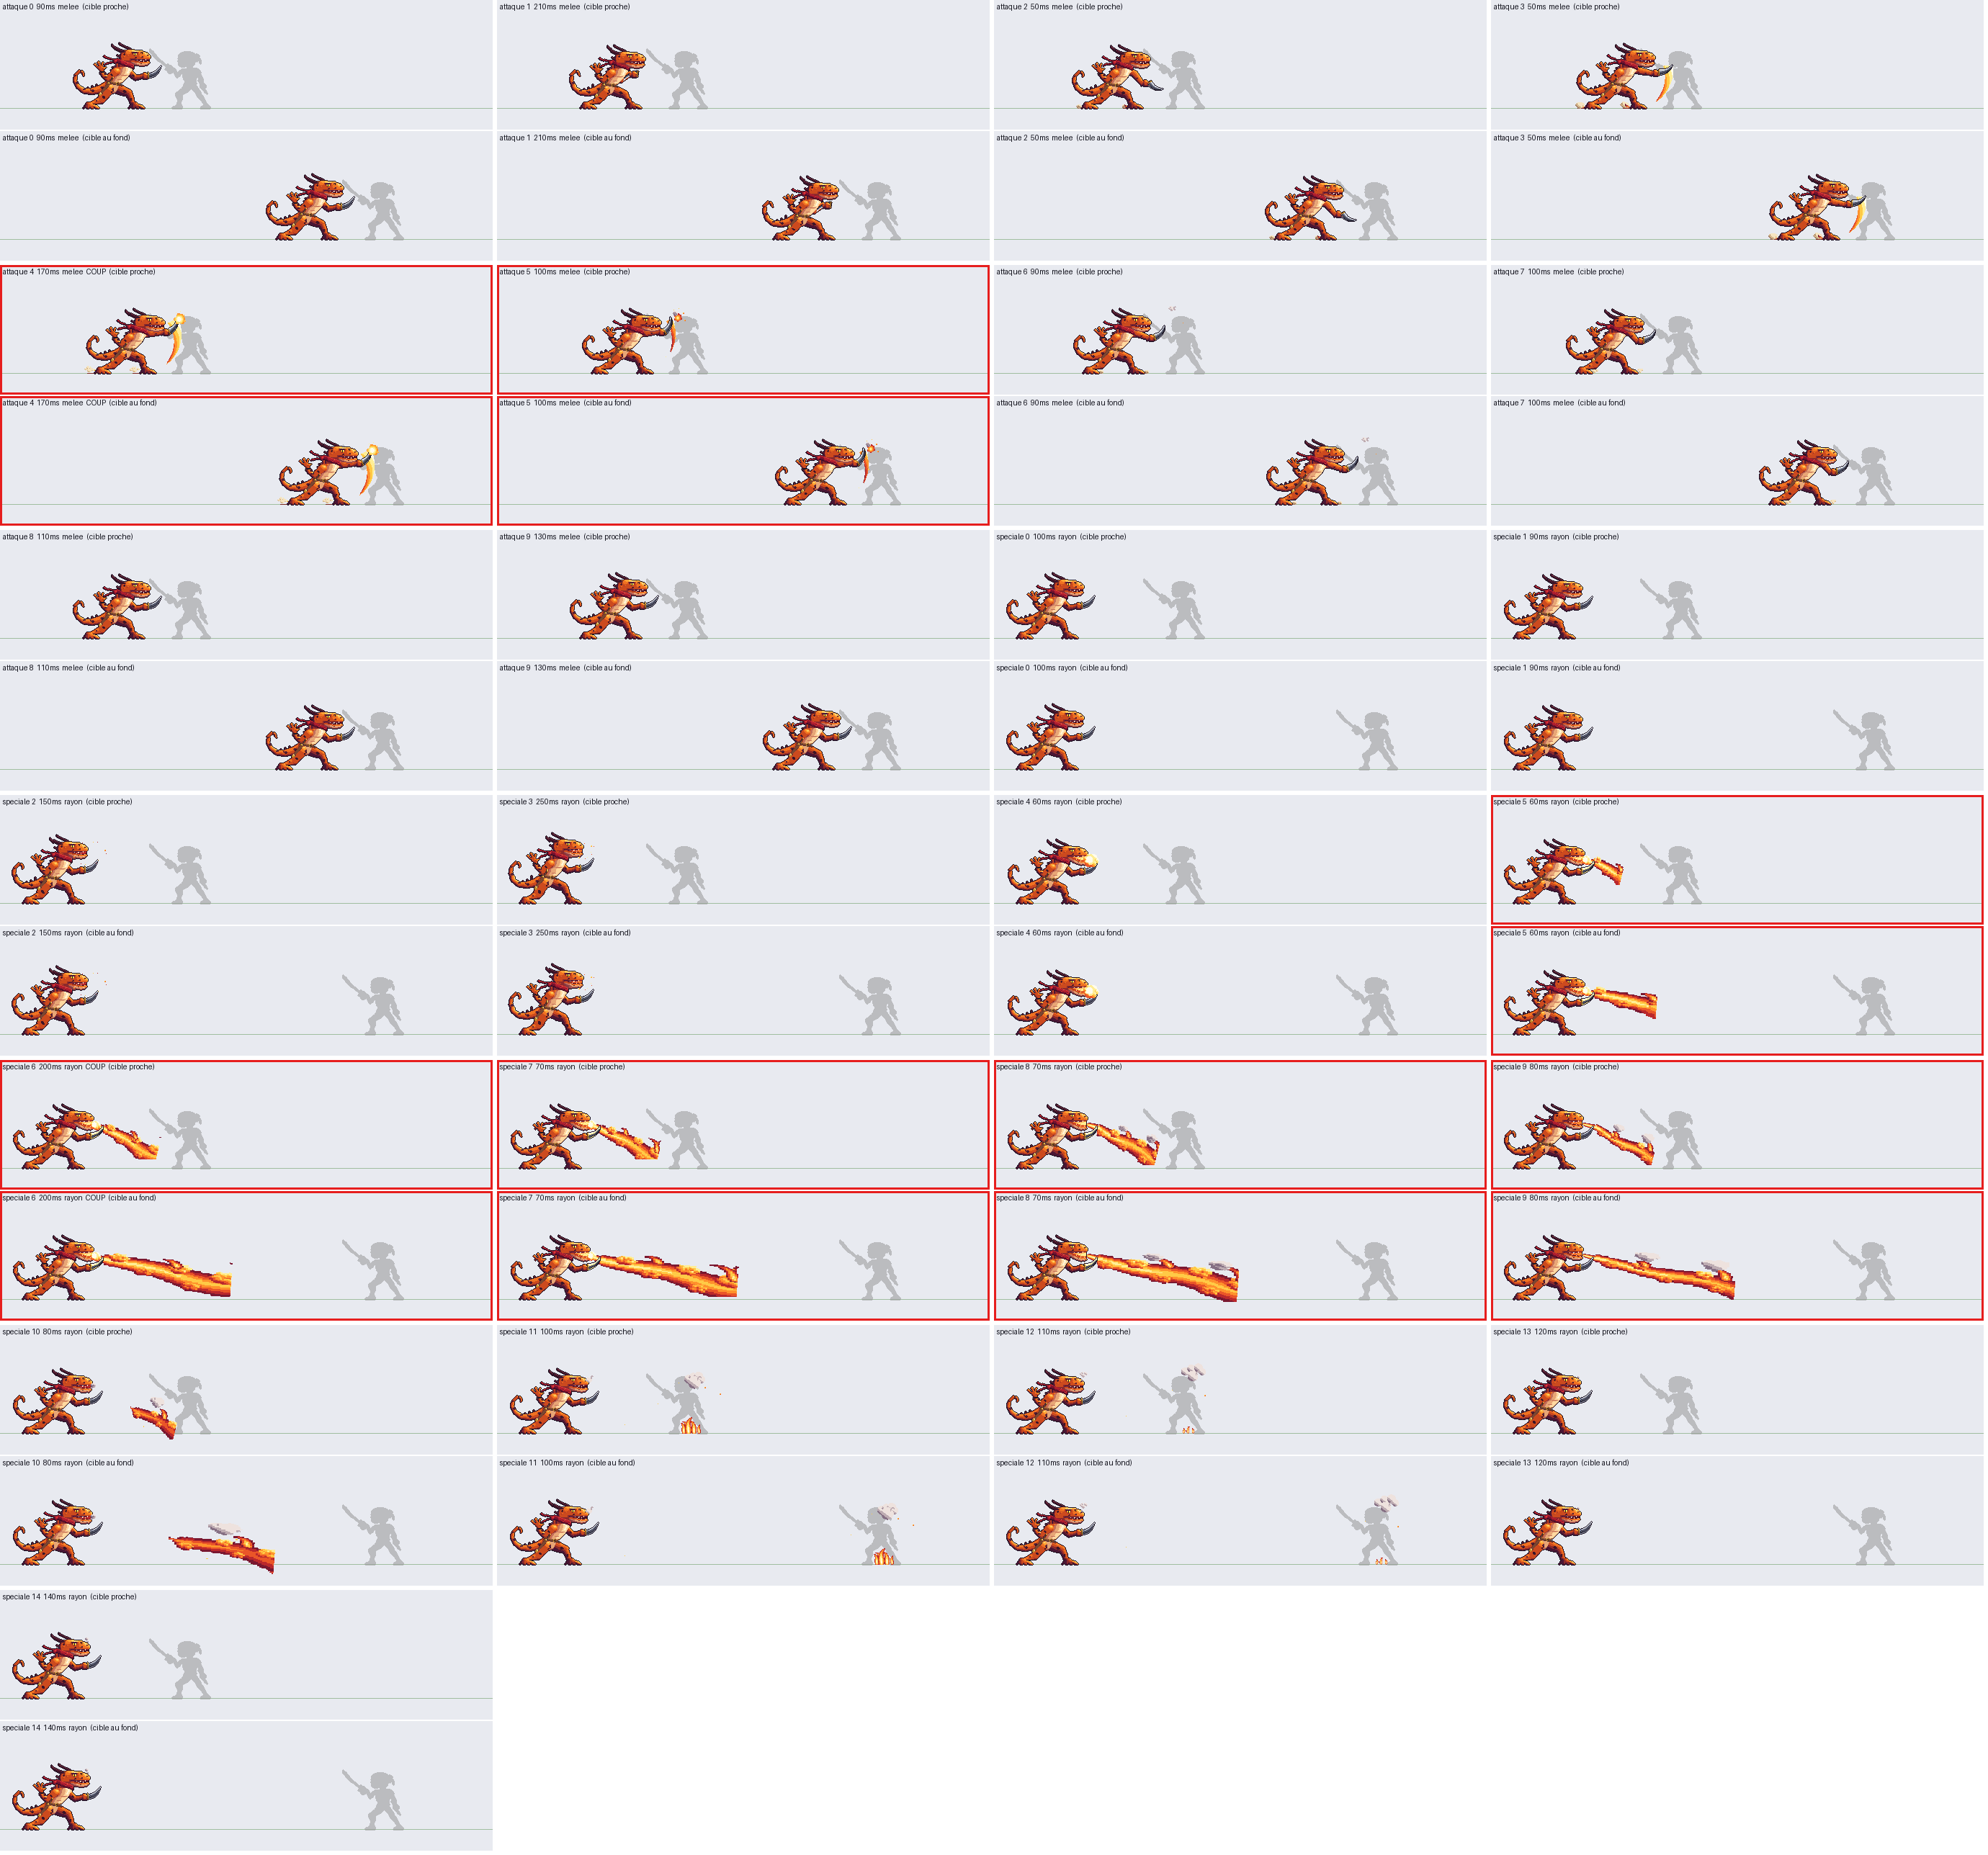 attaque 0 90ms melee (cible proche)
attaque 1 210ms melee (cible proche)
attaque 2 50ms melee (cible proche)
attaque 3 50ms melee (cible proche)
attaque 0 90ms melee (cible au fond)
attaque 1 210ms melee (cible au fond)
attaque 2 50ms melee (cible au fond)
attaque 3 50ms melee (cible au fond)
attaque 4 170ms melee COUP (cible proche)
attaque 5 100ms melee (cible proche)
attaque 6 90ms melee (cible proche)
attaque 7 100ms melee (cible proche)
attaque 4 170ms melee COUP (cible au fond)
attaque 5 100ms melee (cible au fond)
attaque 6 90ms melee (cible au fond)
attaque 7 100ms melee (cible au fond)
attaque 8 110ms melee (cible proche)
attaque 9 130ms melee (cible proche)
speciale 0 100ms rayon (cible proche)
speciale 1 90ms rayon (cible proche)
attaque 8 110ms melee (cible au fond)
attaque 9 130ms melee (cible au fond)
speciale 0 100ms rayon (cible au fond)
speciale 1 90ms rayon (cible au fond)
speciale 2 150ms rayon (cible proche)
speciale 3 250ms rayon (cible proche)
speciale 4 60ms rayon (cible proche)
speciale 5 60ms rayon (cible proche)
speciale 2 150ms rayon (cible au fond)
speciale 3 250ms rayon (cible au fond)
speciale 4 60ms rayon (cible au fond)
speciale 5 60ms rayon (cible au fond)
speciale 6 200ms rayon COUP (cible proche)
speciale 7 70ms rayon (cible proche)
speciale 8 70ms rayon (cible proche)
speciale 9 80ms rayon (cible proche)
speciale 6 200ms rayon COUP (cible au fond)
speciale 7 70ms rayon (cible au fond)
speciale 8 70ms rayon (cible au fond)
speciale 9 80ms rayon (cible au fond)
speciale 10 80ms rayon (cible proche)
speciale 11 100ms rayon (cible proche)
speciale 12 110ms rayon (cible proche)
speciale 13 120ms rayon (cible proche)
speciale 10 80ms rayon (cible au fond)
speciale 11 100ms rayon (cible au fond)
speciale 12 110ms rayon (cible au fond)
speciale 13 120ms rayon (cible au fond)
speciale 14 140ms rayon (cible proche)
speciale 14 140ms rayon (cible au fond)